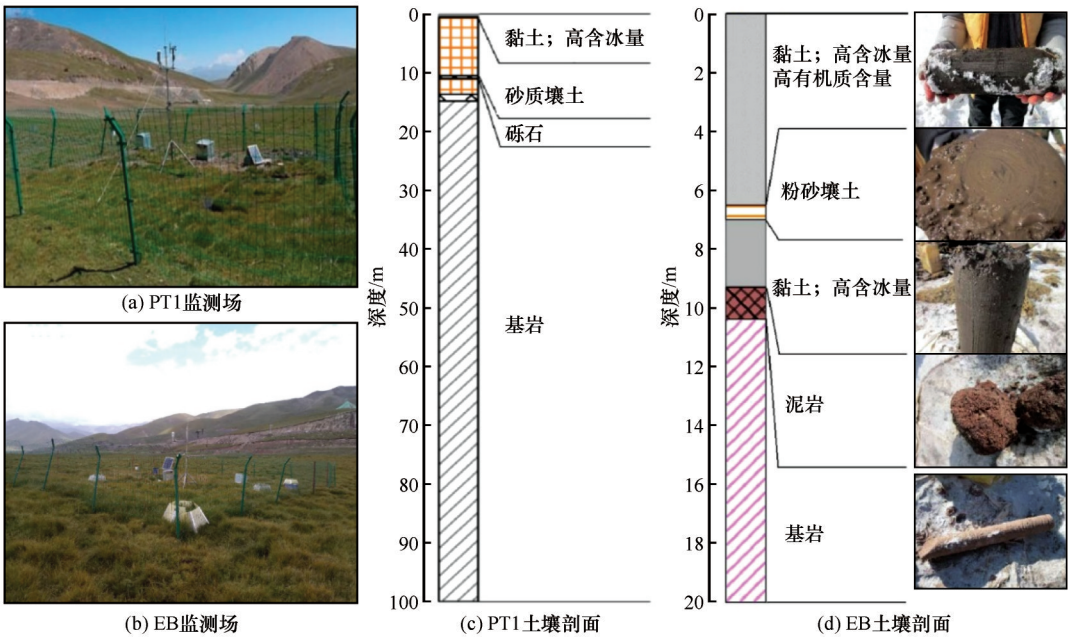 (a) PT1监测场
(b) EB监测场
深度/m
0
10
20
30
40
50
60
70
80
90
100
黏土；高含冰量
砂质壤土
砾石
基岩
(c) PT1土壤剖面
深度/m
0
2
4
6
8
10
12
14
16
18
20
黏土；高含冰量
高有机质含量
粉砂壤土
黏土；高含冰量
泥岩
基岩
(d) EB土壤剖面